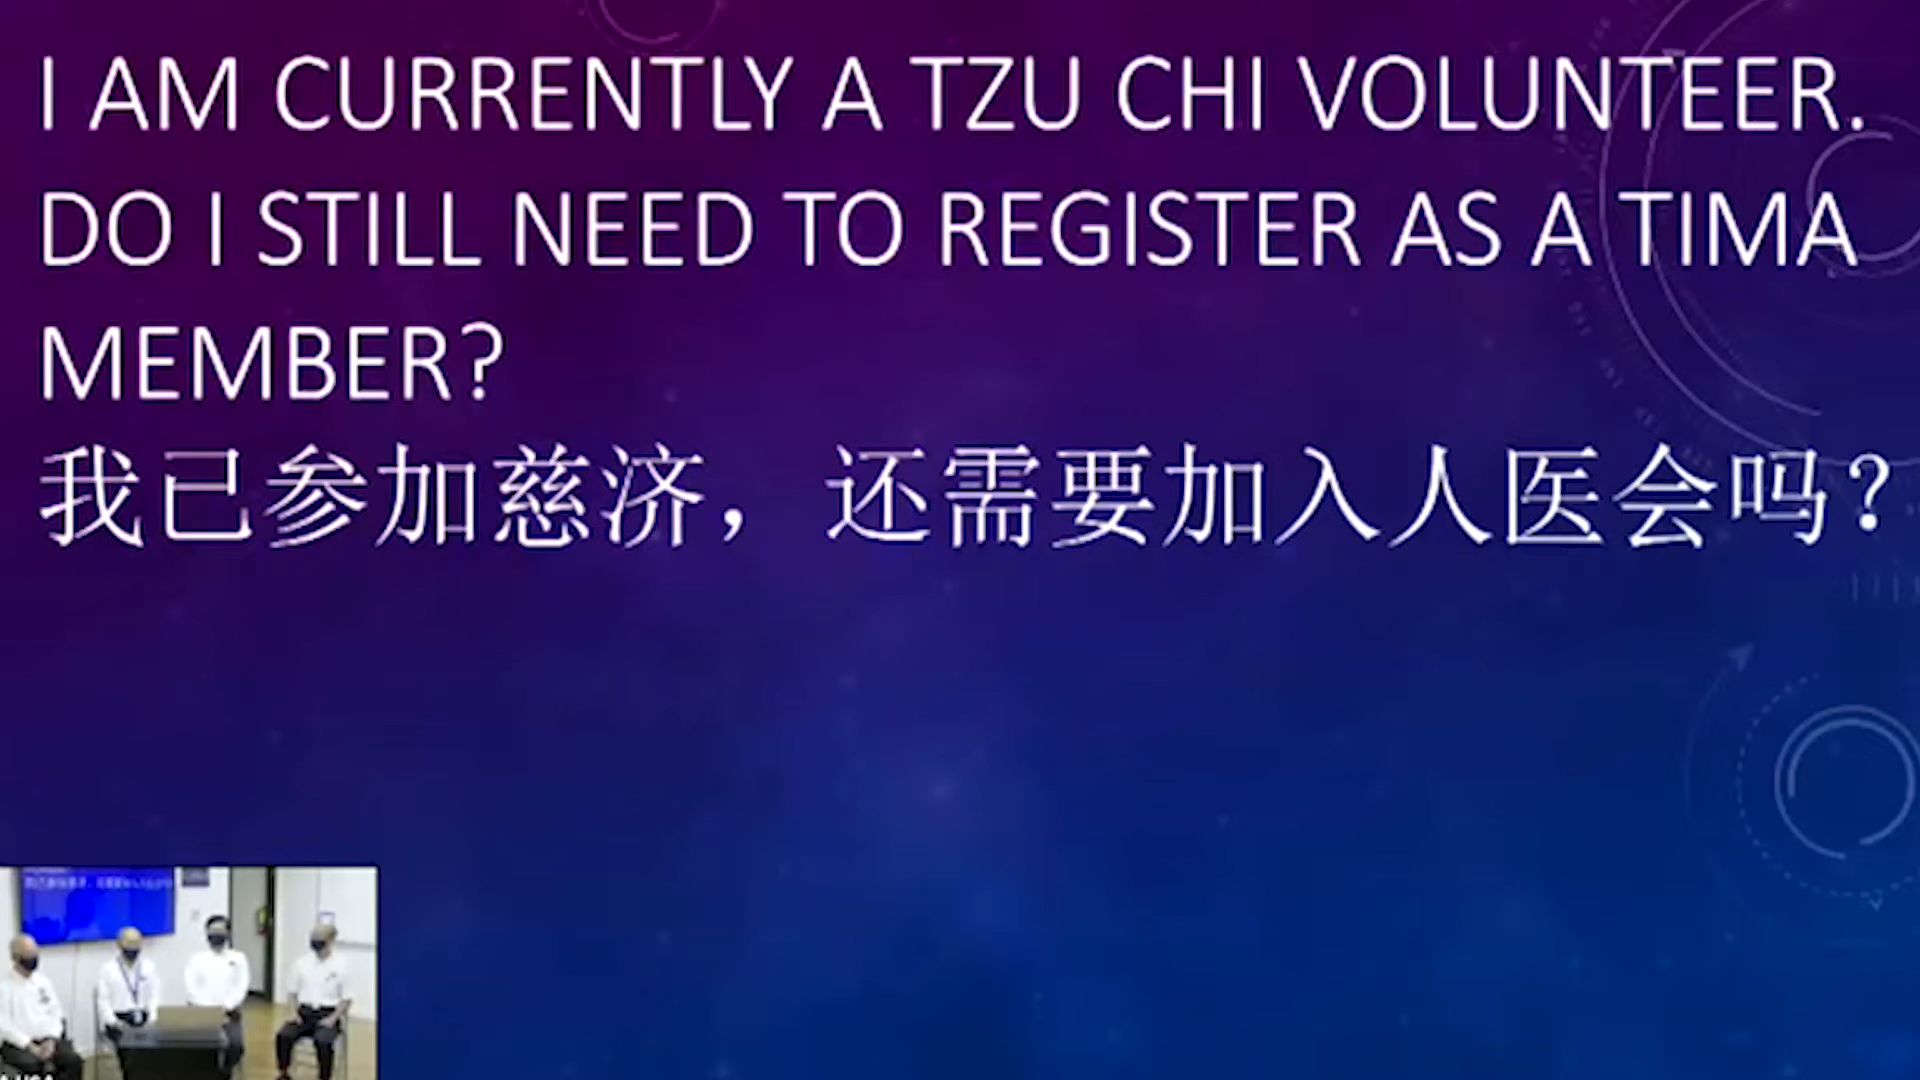 I AM CURRENTLY A TZU CHI VOLUNTEER.
DO I STILL NEED TO REGISTER AS A TIMA
MEMBER?
我已参加慈济，还需要加入人医会吗？